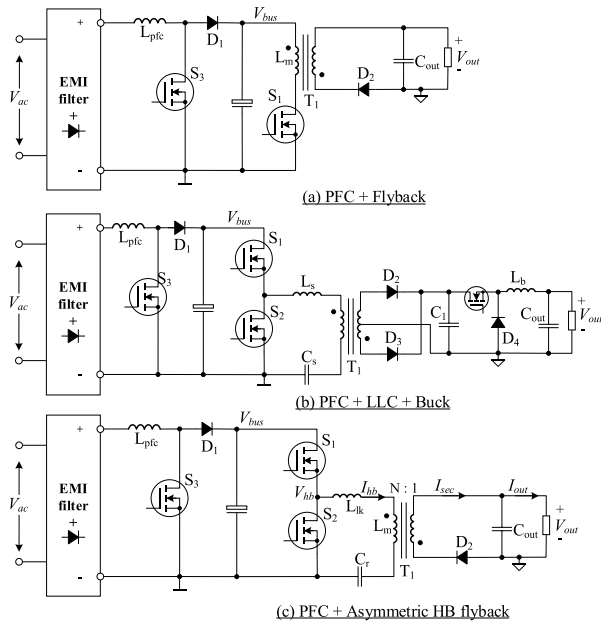 +
L_pfc
D_1
V_bus
V_ac
EMI
filter
+
S_3
S_1
L_m
T_1
D_2
C_out
+
V_out
-
-
(a) PFC + Flyback
+
L_pfc
D_1
V_bus
S_1
V_ac
EMI
filter
+
S_3
S_2
L_s
C_s
T_1
D_2
D_3
C_1
L_b
D_4
C_out
+
V_out
-
-
(b) PFC + LLC + Buck
+
L_pfc
D_1
V_bus
S_1
V_ac
EMI
filter
+
S_3
V_hb
S_2
I_hb
L_lk
N : 1
L_m
C_r
T_1
I_sec
I_out
D_2
C_out
+
V_out
-
-
(c) PFC + Asymmetric HB flyback